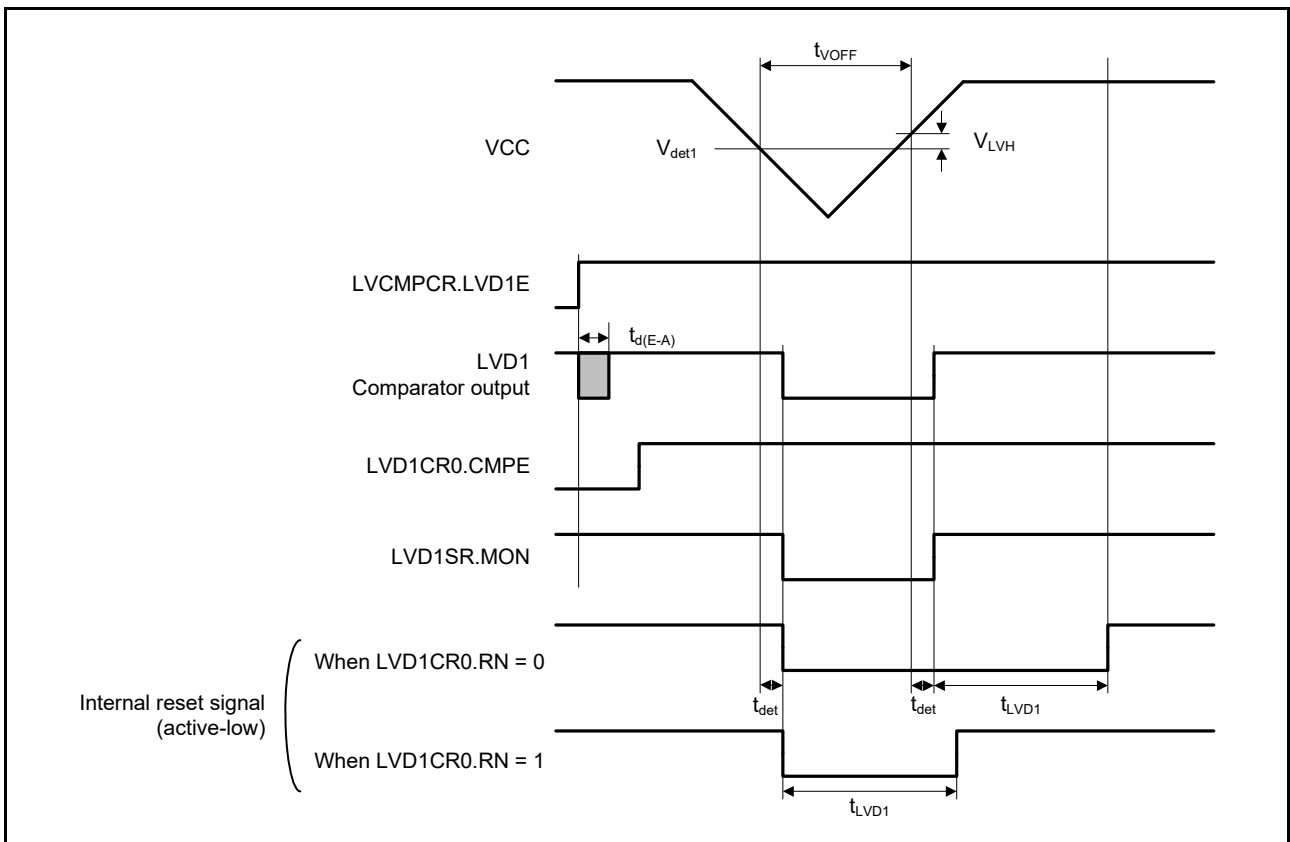 tVOFF
VCC
Vdet1
VLVH
LVCMPCR.LVD1E
td(E-A)
LVD1
Comparator output
LVD1CR0.CMPE
LVD1SR.MON
When LVD1CR0.RN = 0
Internal reset signal
(active-low)
tdet
tdet
tLVD1
When LVD1CR0.RN = 1
tLVD1